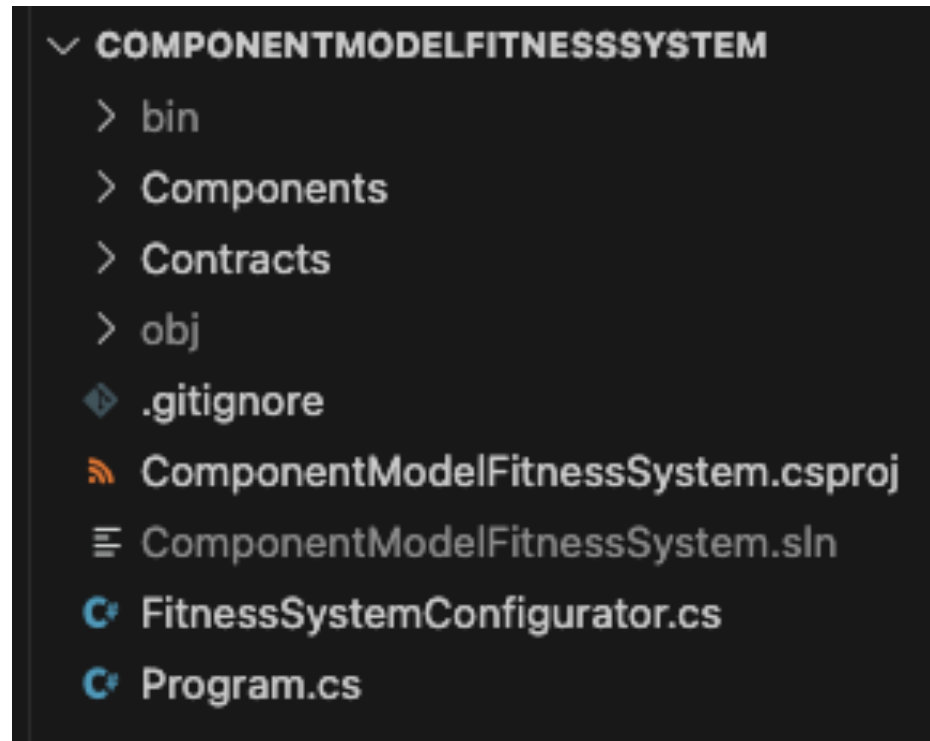 COMPONENTMODELFITNESSSYSTEM
bin
Components
Contracts
obj
.gitignore
ComponentModelFitnessSystem.csproj
ComponentModelFitnessSystem.sln
C# FitnessSystemConfigurator.cs
C# Program.cs